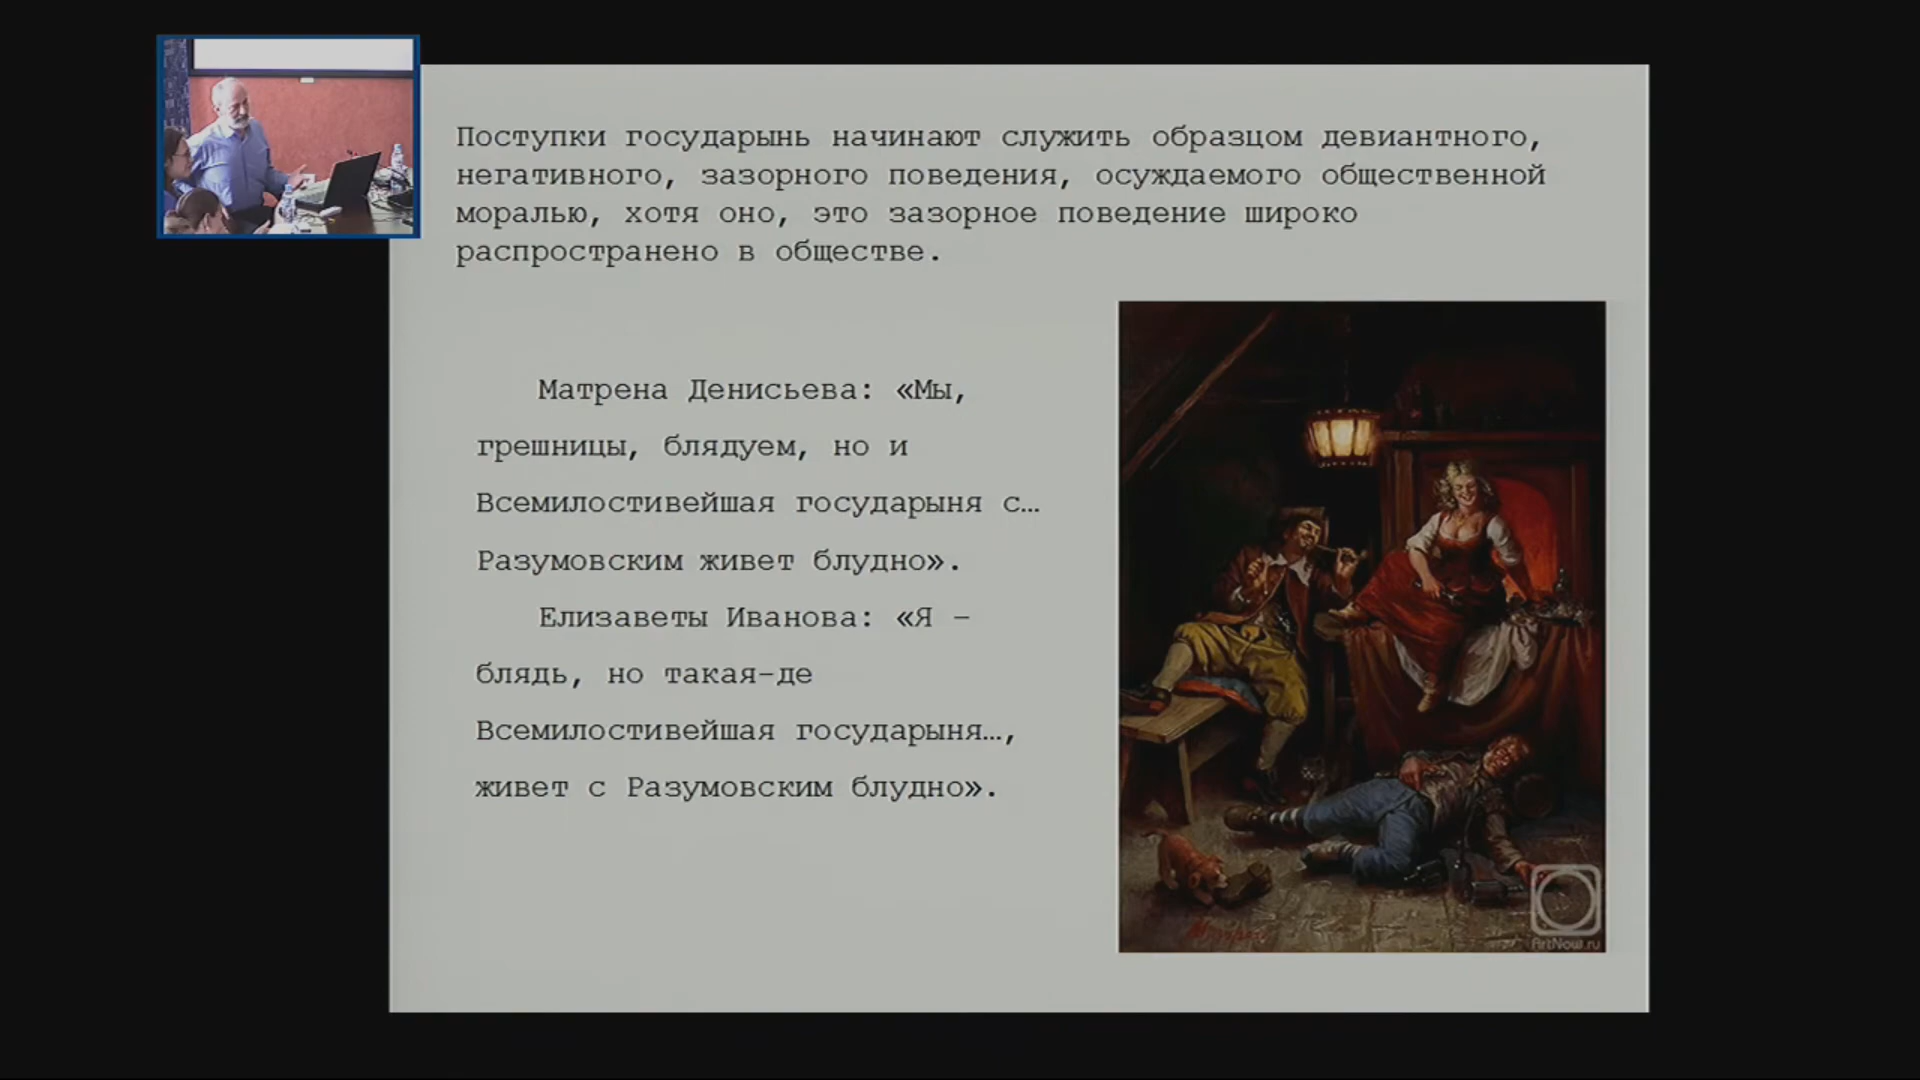 Поступки государынь начинают служить образцом девиантного,
негативного, зазорного поведения, осуждаемого общественной
моралью, хотя оно, это зазорное поведение широко
распространено в обществе.
Матрена Денисьева: «Мы,
грешницы, блядуем, но и
Всемилостивейшая государыня с…
Разумовским живет блудно».
Елизаветы Иванова: «Я –
блядь, но такая-де
Всемилостивейшая государыня…,
живет с Разумовским блудно».
ArtNow.ru